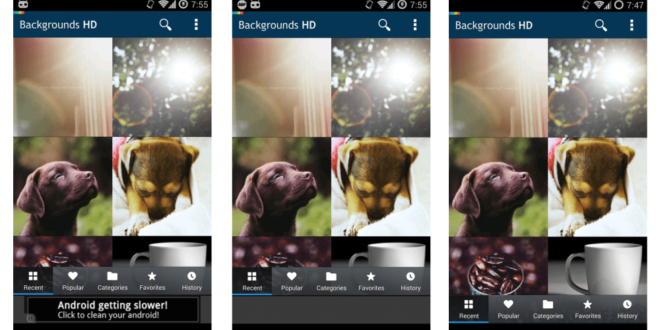 7:55
Backgrounds HD
Recent
Popular
Categories
Favorites
History
Android getting slower!
Click to clean your android!
7:55
Backgrounds HD
Recent
Popular
Categories
Favorites
History
7:47
Backgrounds HD
Recent
Popular
Categories
Favorites
History